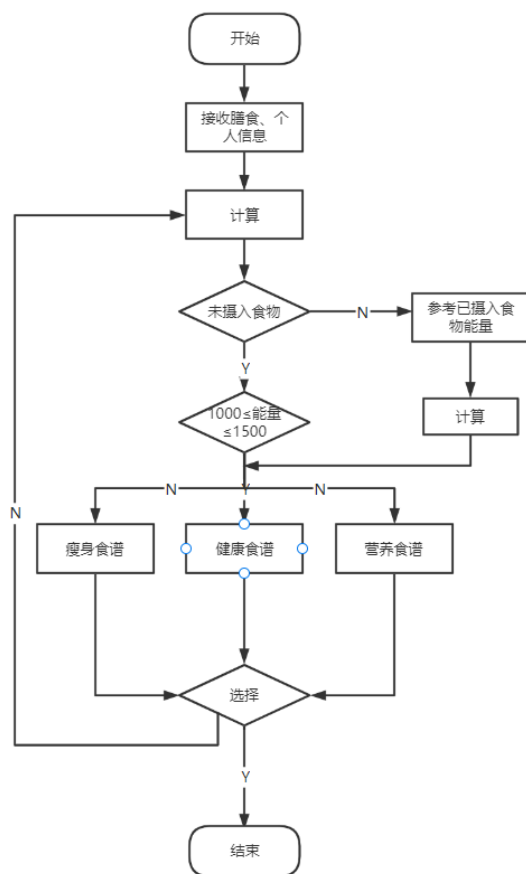 开始
接收膳食、个
人信息
计算
未摄入食物
N
参考已摄入食
物能量
Y
计算
1000≤能量
≤1500
N
Y
N
N
瘦身食谱
健康食谱
营养食谱
选择
Y
结束